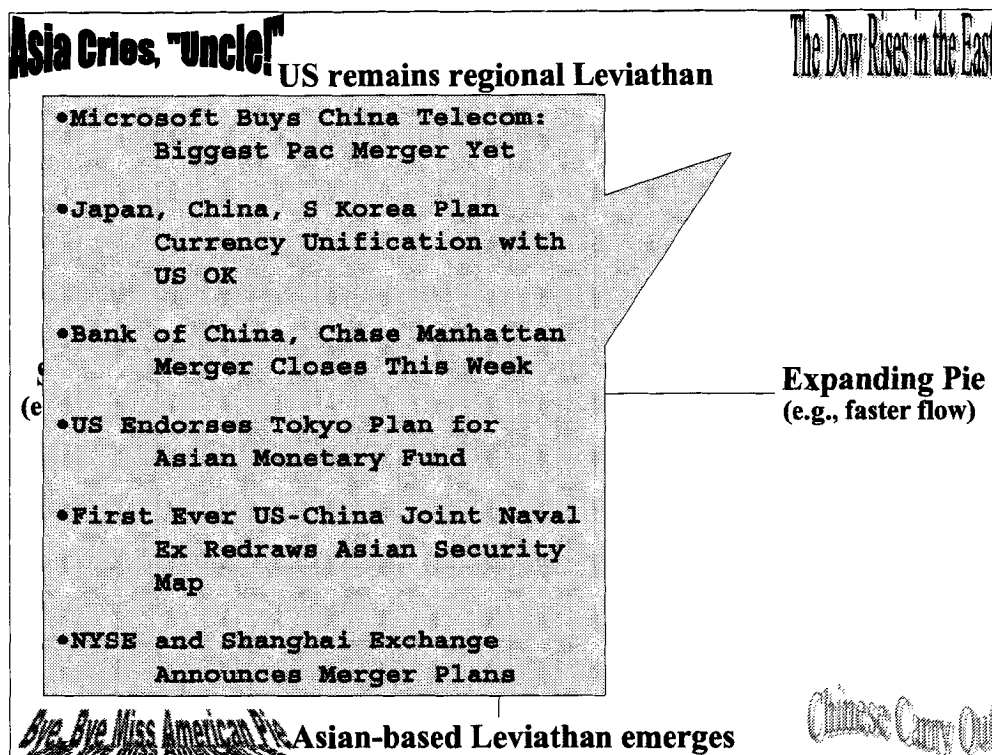 Asia Cries, "Uncle!"
The Dow Rises in the East
US remains regional Leviathan
•Microsoft Buys China Telecom:
Biggest Pac Merger Yet
•Japan, China, S Korea Plan
Currency Unification with
US OK
•Bank of China, Chase Manhattan
Merger Closes This Week
•US Endorses Tokyo Plan for
Asian Monetary Fund
•First Ever US-China Joint Naval
Ex Redraws Asian Security
Map
•NYSE and Shanghai Exchange
Announces Merger Plans
Expanding Pie
(e.g., faster flow)
Bye, Bye Miss American Pie
Asian-based Leviathan emerges
Chinese Carry Out